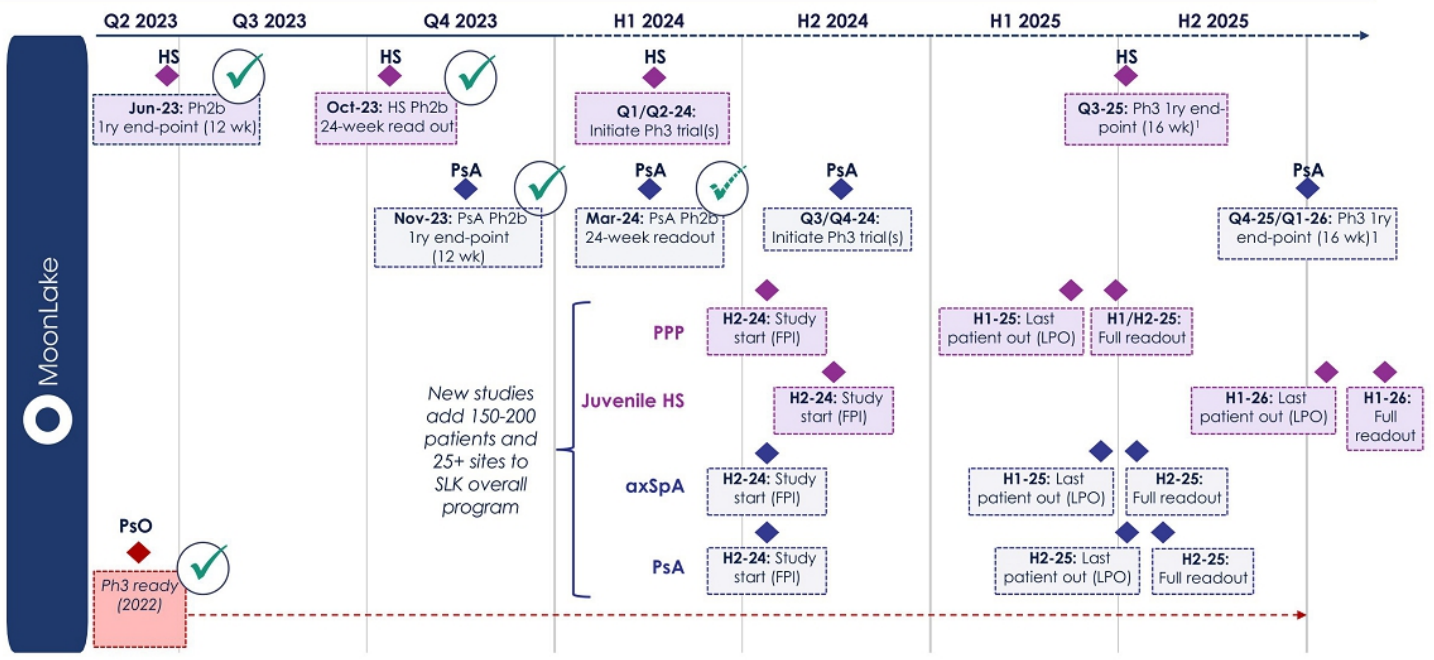 Q2 2023
Q3 2023
Q4 2023
H1 2024
H2 2024
H1 2025
H2 2025
MoonLake
HS
Jun-23: Ph2b
1ry end-point (12 wk)
HS
Oct-23: HS Ph2b
24-week read out
HS
Q1/Q2-24:
Initiate Ph3 trial(s)
HS
Q3-25: Ph3 1ry end-
point (16 wk)¹
PsA
Nov-23: PsA Ph2b
1ry end-point
(12 wk)
PsA
Mar-24: PsA Ph2b
24-week readout
PsA
Q3/Q4-24:
Initiate Ph3 trial(s)
PsA
Q4-25/Q1-26: Ph3 1ry
end-point (16 wk)1
New studies
add 150-200
patients and
25+ sites to
SLK overall
program
PPP
H2-24: Study
start (FPI)
H1-25: Last
patient out (LPO)
H1/H2-25:
Full readout
Juvenile HS
H2-24: Study
start (FPI)
H1-26: Last
patient out (LPO)
H1-26:
Full
readout
axSpA
H2-24: Study
start (FPI)
H1-25: Last
patient out (LPO)
H2-25:
Full readout
PsA
H2-24: Study
start (FPI)
H2-25: Last
patient out (LPO)
H2-25:
Full readout
PsO
Ph3 ready
(2022)